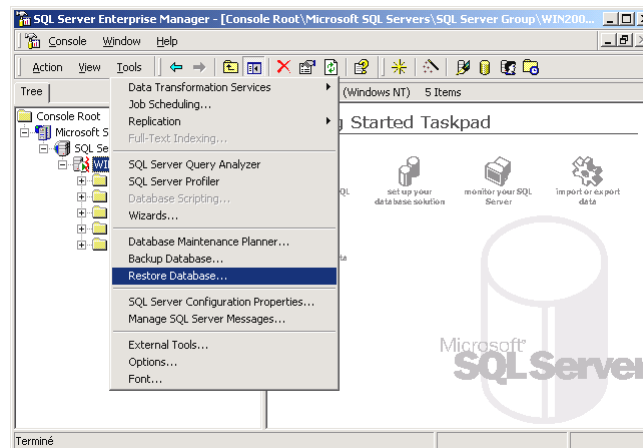 SQL Server Enterprise Manager - [Console Root\Microsoft SQL Servers\SQL Server Group\WIN200...
Console Window Help
Action View Tools
Tree
(Windows NT) 5 Items
Console Root
Microsoft S
SQL Se
WI
Data Transformation Services
Job Scheduling...
Replication
Full-Text Indexing...
SQL Server Query Analyzer
SQL Server Profiler
Database Scripting...
Wizards...
Database Maintenance Planner...
Backup Database...
Restore Database...
SQL Server Configuration Properties...
Manage SQL Server Messages...
External Tools...
Options...
Font...
g Started Taskpad
QL
set up your
database solution
monitor your SQL
Server
import or export
data
ta
Microsoft®
SQL Server
Terminé